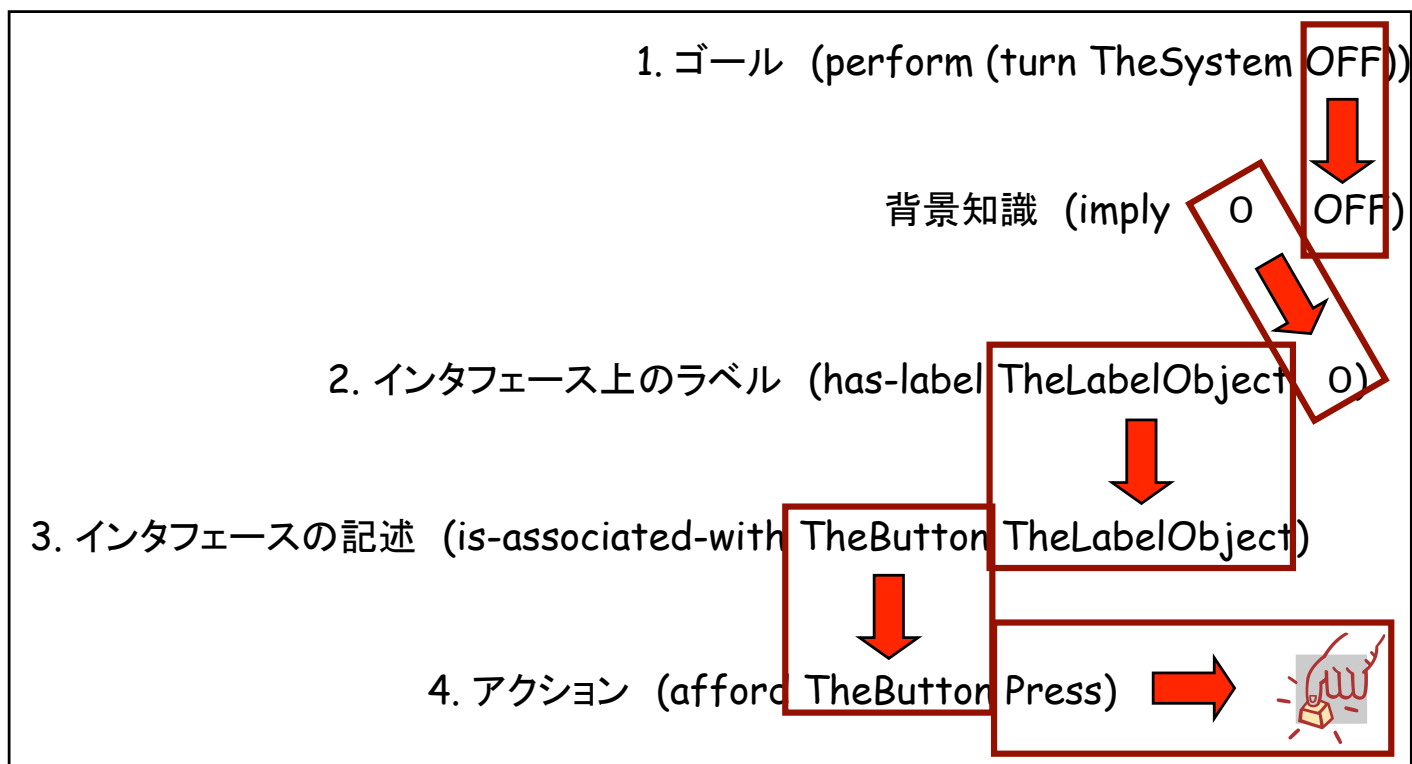 1. ゴール (perform (turn TheSystem OFF))
背景知識 (imply O OFF)
2. インタフェース上のラベル (has-label TheLabelObject O)
3. インタフェースの記述 (is-associated-with TheButton TheLabelObject)
4. アクション (afford TheButton Press)